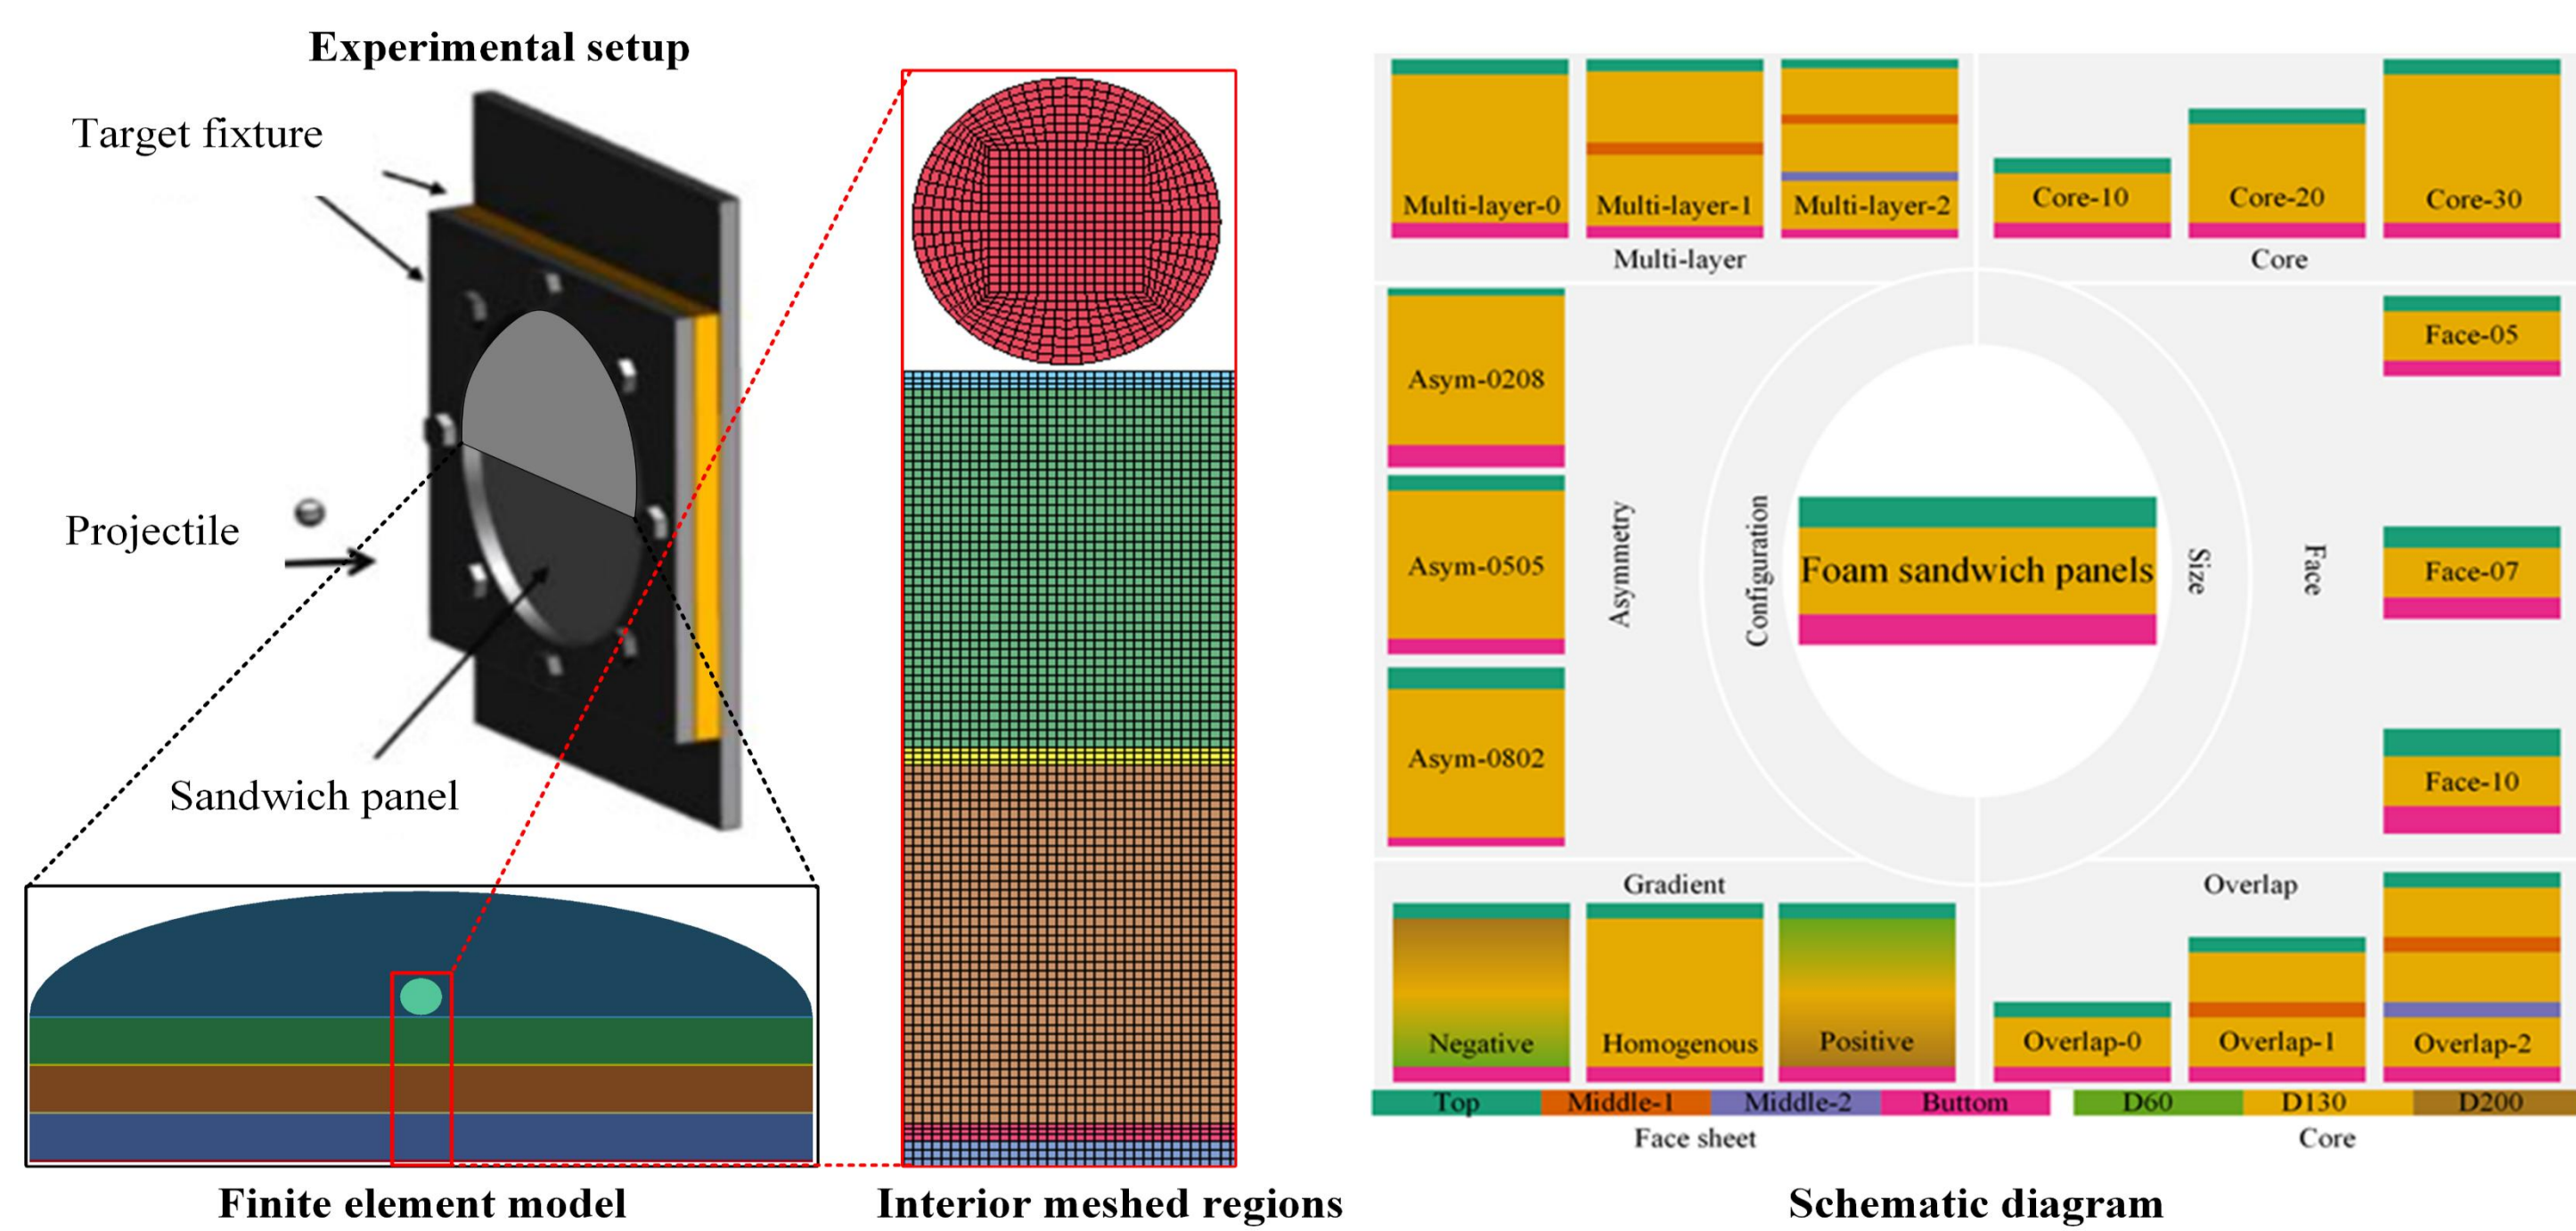 Experimental setup
Target fixture
Projectile
Sandwich panel
Finite element model
Interior meshed regions
Multi-layer-0
Multi-layer-1
Multi-layer-2
Multi-layer
Core-10
Core-20
Core-30
Core
Asym-0208
Asym-0505
Asym-0802
Asymmetry
Configuration
Foam sandwich panels
Size
Face
Face-05
Face-07
Face-10
Gradient
Negative
Homogenous
Positive
Overlap
Overlap-0
Overlap-1
Overlap-2
Top
Middle-1
Middle-2
Buttom
Face sheet
D60
D130
D200
Core
Schematic diagram